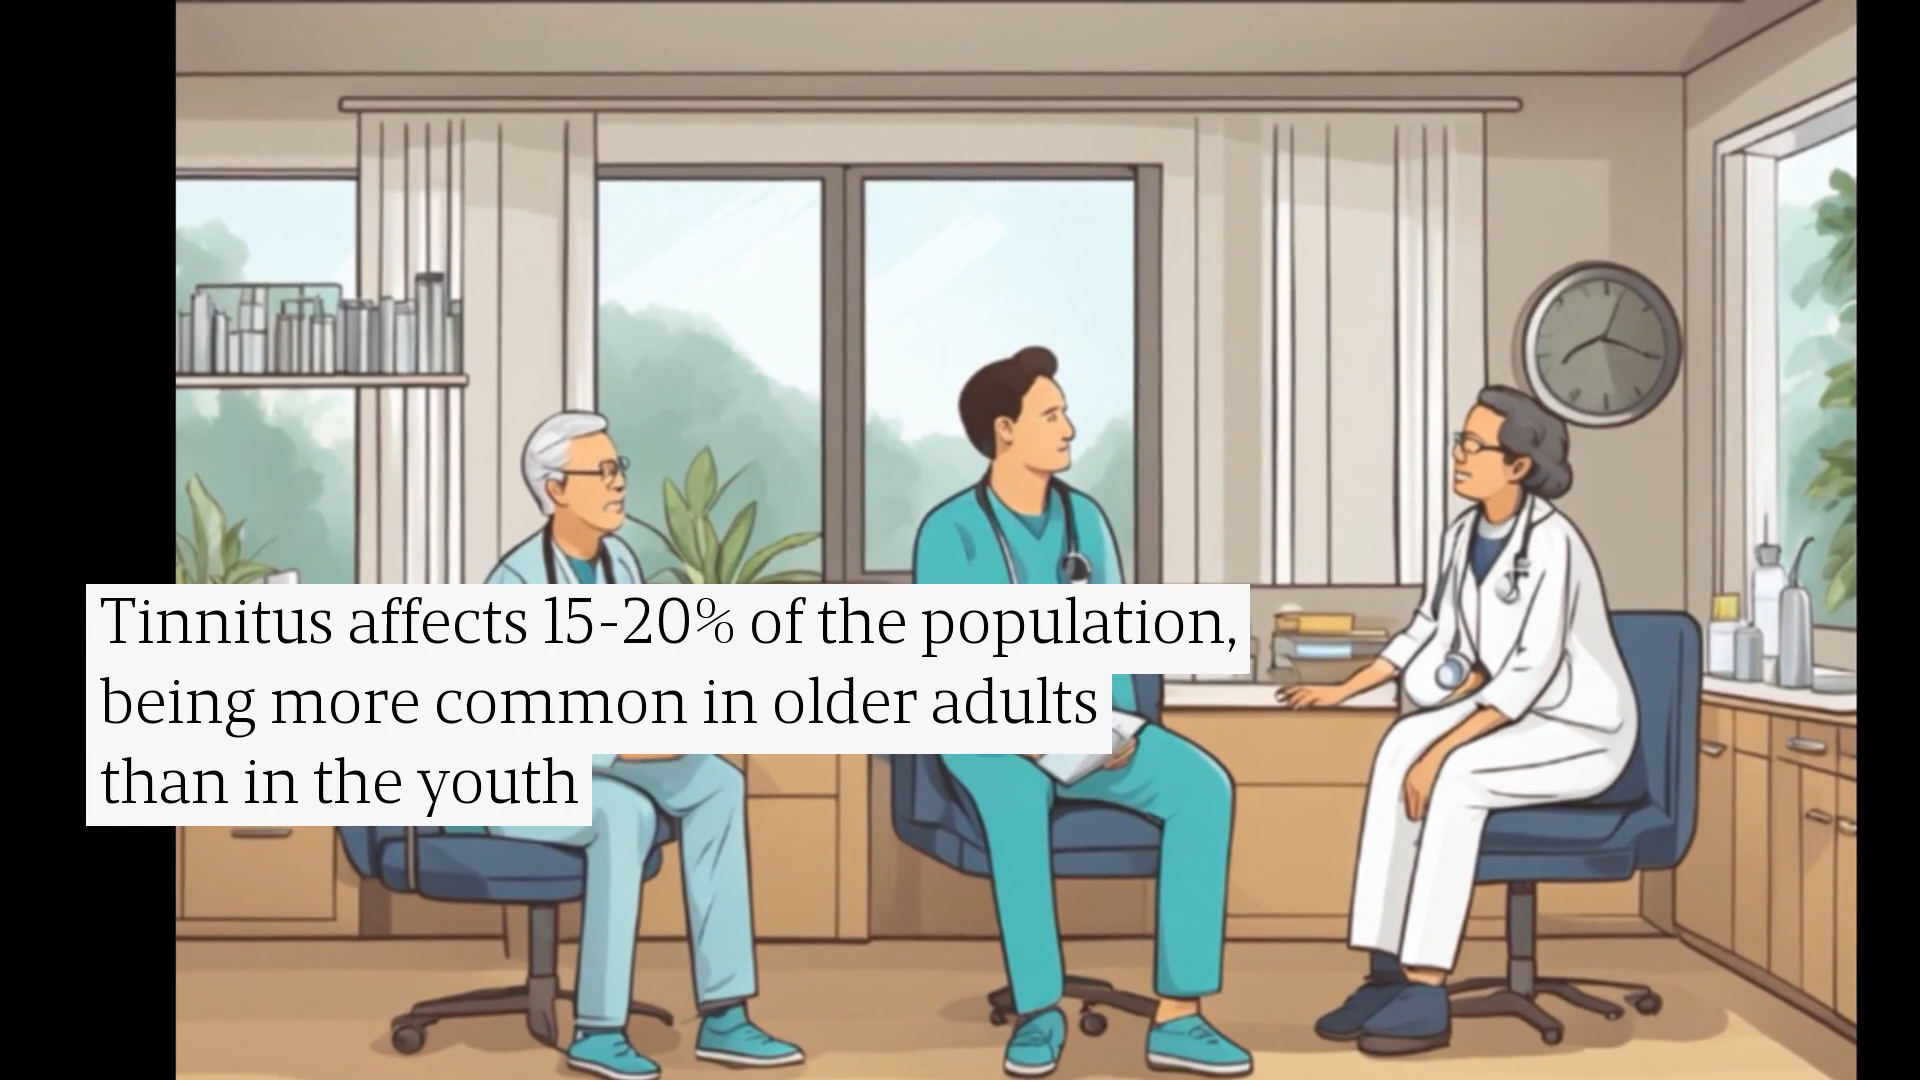 Tinnitus affects 15-20% of the population,
being more common in older adults
than in the youth